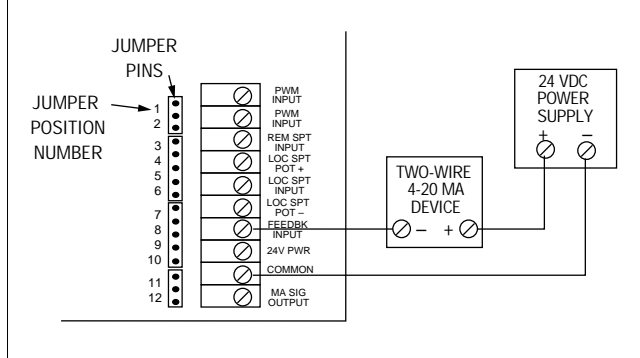 JUMPER
PINS
JUMPER
POSITION
NUMBER
1
2
3
4
5
6
7
8
9
10
11
12
PWM
INPUT
PWM
INPUT
REM SPT
INPUT
LOC SPT
POT +
LOC SPT
INPUT
LOC SPT
POT –
FEEDBK
INPUT
24V PWR
COMMON
MA SIG
OUTPUT
TWO-WIRE
4-20 MA
DEVICE
– +
24 VDC
POWER
SUPPLY
+ –